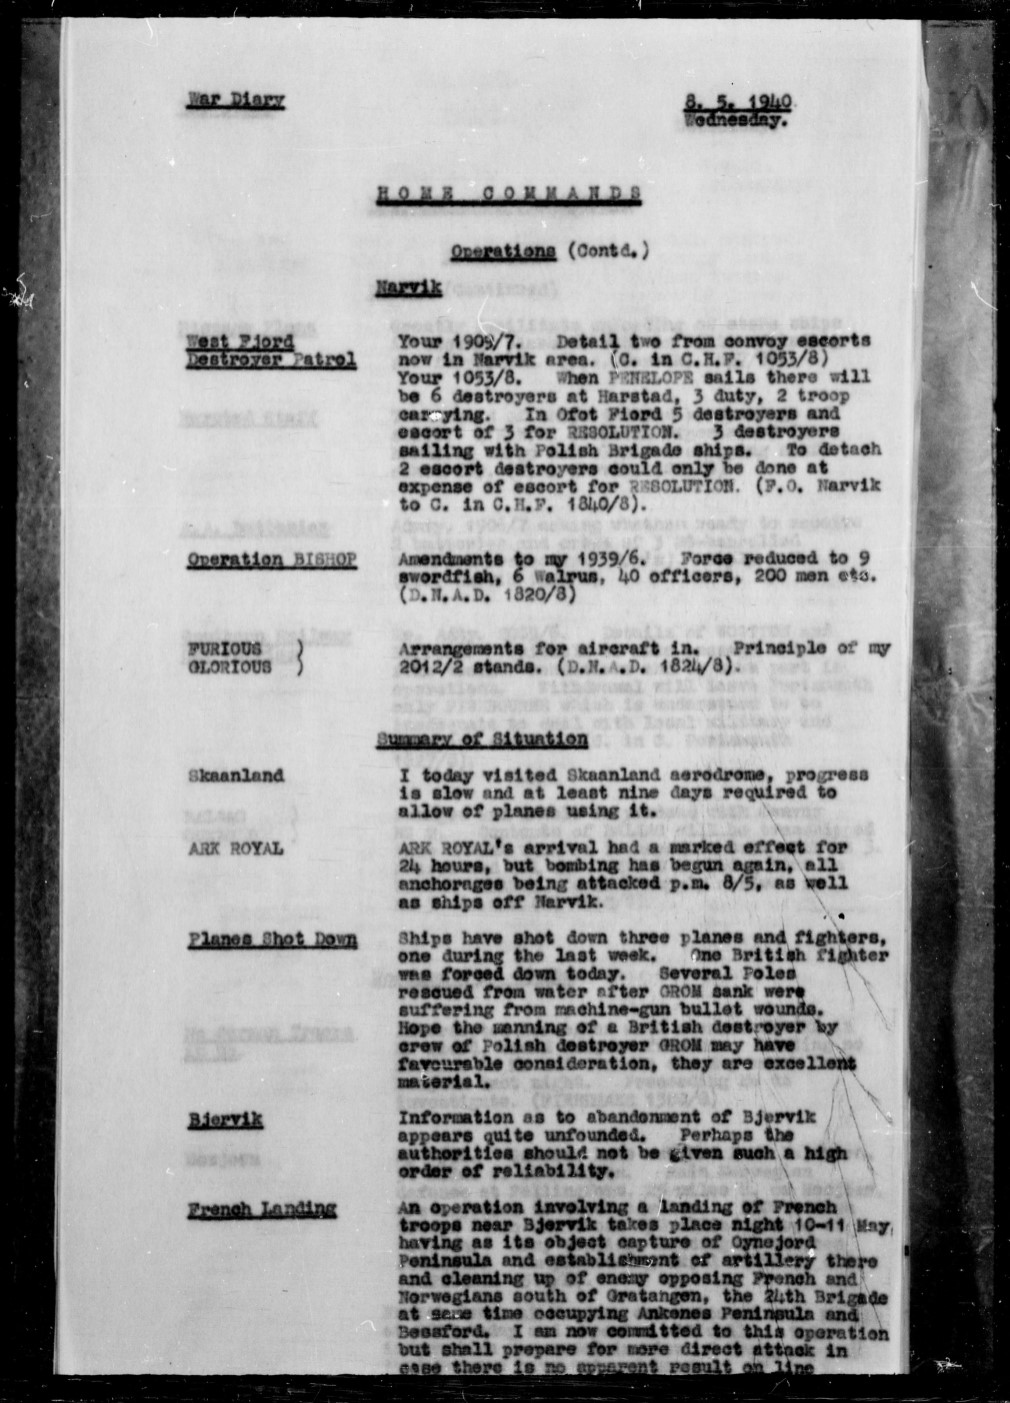 War Diary
8. 5. 1940
Wednesday.
HOME COMMANDS
Operations (Contd.)
Narvik
West Fiord
Destroyer Patrol
Your 1905/7. Detail two from convoy escorts
now in Narvik area. (C. in C.H.F. 1053/8)
Your 1053/8. When PENELOPE sails there will
be 6 destroyers at Harstad, 3 duty, 2 troop
carrying. In Ofot Fiord 5 destroyers and
escort of 3 for RESOLUTION. 3 destroyers
sailing with Polish Brigade ships. To detach
2 escort destroyers could only be done at
expense of escort for RESOLUTION. (F.O. Narvik
to C. in C.H.F. 1840/8).
Operation BISHOP
Amendments to my 1939/6. Force reduced to 9
swordfish, 6 walrus, 40 officers, 200 men etc.
(D.N.A.D. 1820/8)
FURIOUS )
GLORIOUS )
Arrangements for aircraft in. Principle of my
2012/2 stands. (D.N.A.D. 1824/8).
Summary of Situation
Skaanland
I today visited Skaanland aerodrome, progress
is slow and at least nine days required to
allow of planes using it.
ARK ROYAL
ARK ROYAL's arrival had a marked effect for
24 hours, but bombing has begun again, all
anchorages being attacked p.m. 8/5, as well
as ships off Narvik.
Planes Shot Down
Ships have shot down three planes and fighters,
one during the last week. One British fighter
was forced down today. Several Poles
rescued from water after GROM sank were
suffering from machine-gun bullet wounds.
Hope the manning of a British destroyer by
crew of Polish destroyer GROM may have
favourable consideration, they are excellent
material.
Bjervik
Information as to abandonment of Bjervik
appears quite unfounded. Perhaps the
authorities should not be given such a high
order of reliability.
French Landing
An operation involving a landing of French
troops near Bjervik takes place night 10-11 May,
having as its object capture of Oynejord
Peninsula and establishment of artillery there
and cleaning up of enemy opposing French and
Norwegians south of Gratangen, the 24th Brigade
at same time occupying Ankenes Peninsula and
Bessford. I am now committed to this operation
but shall prepare for more direct attack in
case there is no apparent result on line